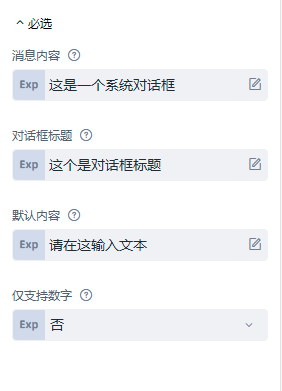 必选
消息内容
Exp 这是一个系统对话框
对话框标题
Exp 这个是对话框标题
默认内容
Exp 请在这输入文本
仅支持数字
Exp 否